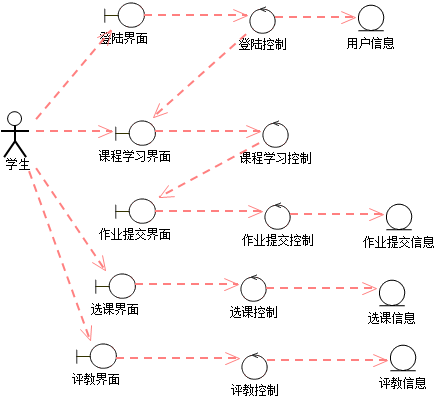 登陆界面
登陆控制
用户信息
学生
课程学习界面
课程学习控制
作业提交界面
作业提交控制
作业提交信息
选课界面
选课控制
选课信息
评教界面
评教控制
评教信息